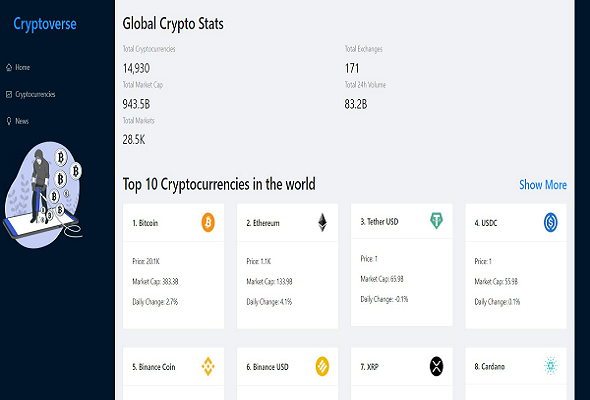 Cryptoverse
Home
Cryptocurrencies
News
Global Crypto Stats
Total Cryptocurrencies
14,930
Total Exchanges
171
Total Market Cap
943.5B
Total 24h Volume
83.2B
Total Markets
28.5K
Top 10 Cryptocurrencies in the world
Show More
1. Bitcoin
Price: 20.1K
Market Cap: 383.3B
Daily Change: 2.7%
2. Ethereum
Price: 1.1K
Market Cap: 133.9B
Daily Change: 4.1%
3. Tether USD
Price: 1
Market Cap: 65.9B
Daily Change: -0.1%
4. USDC
Price: 1
Market Cap: 55.9B
Daily Change: 0.1%
5. Binance Coin
6. Binance USD
7. XRP
8. Cardano